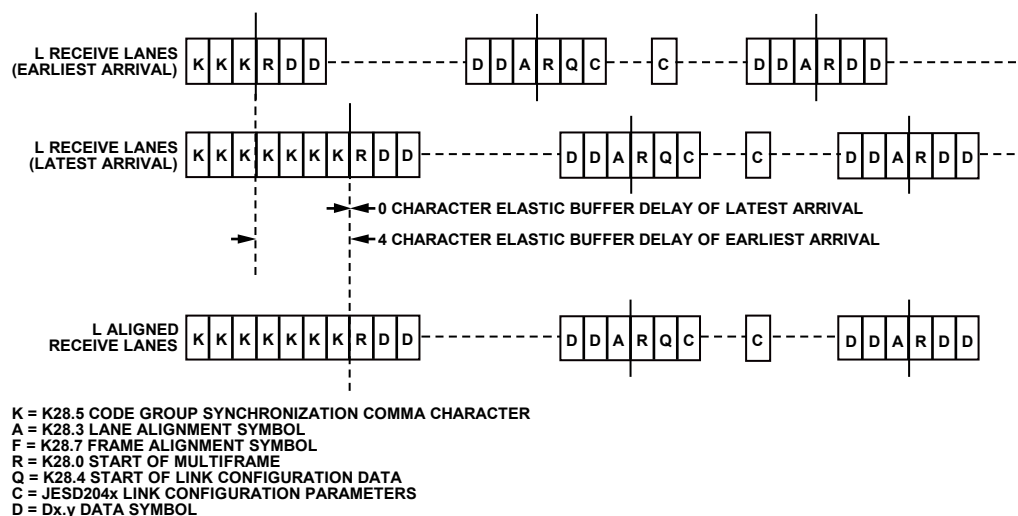 L RECEIVE LANES
(EARLIEST ARRIVAL)
K K K R D D
D D A R Q C
C
D D A R D D
L RECEIVE LANES
(LATEST ARRIVAL)
K K K K K K K R D D
D D A R Q C
C
D D A R D D
0 CHARACTER ELASTIC BUFFER DELAY OF LATEST ARRIVAL
4 CHARACTER ELASTIC BUFFER DELAY OF EARLIEST ARRIVAL
L ALIGNED
RECEIVE LANES
K K K K K K K R D D
D D A R Q C
C
D D A R D D
K = K28.5 CODE GROUP SYNCHRONIZATION COMMA CHARACTER
A = K28.3 LANE ALIGNMENT SYMBOL
F = K28.7 FRAME ALIGNMENT SYMBOL
R = K28.0 START OF MULTIFRAME
Q = K28.4 START OF LINK CONFIGURATION DATA
C = JESD204x LINK CONFIGURATION PARAMETERS
D = Dx.y DATA SYMBOL